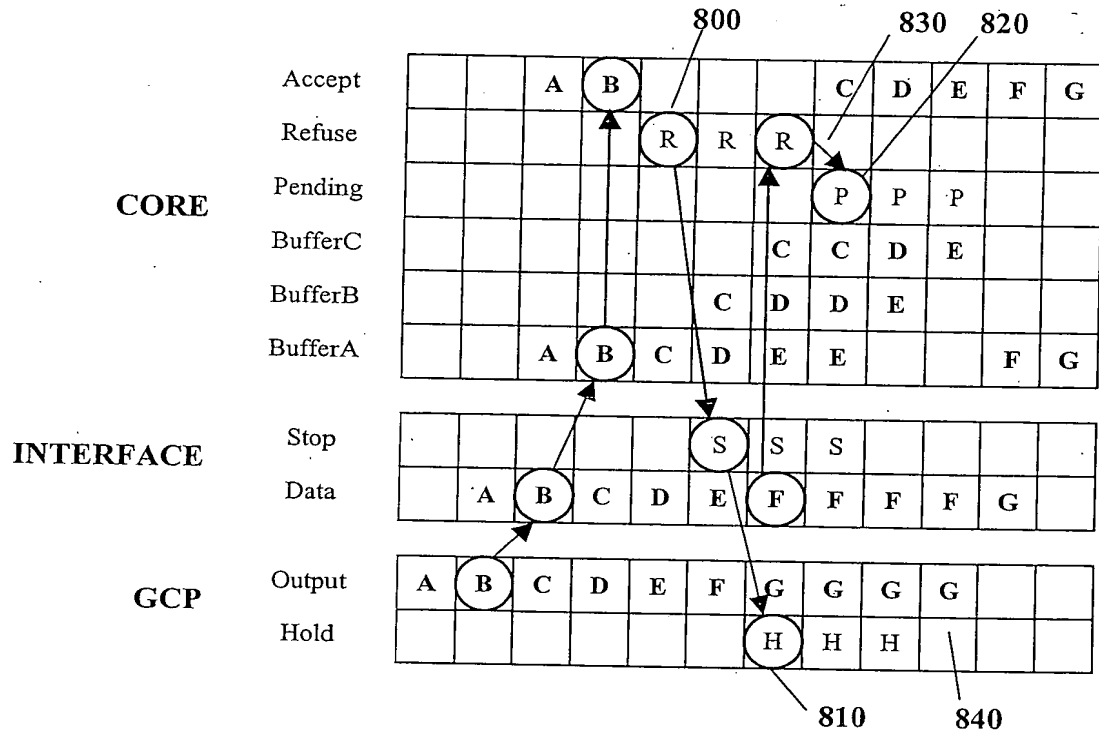 800
830
820
Accept A B C D E F G
Refuse R R R
Pending P P P
CORE
BufferC C C D E
BufferB C D D E
BufferA A B C D E E F G
Stop S S S
INTERFACE
Data A B C D E F F F F G
Output A B C D E F G G G G
GCP
Hold H H H
810
840